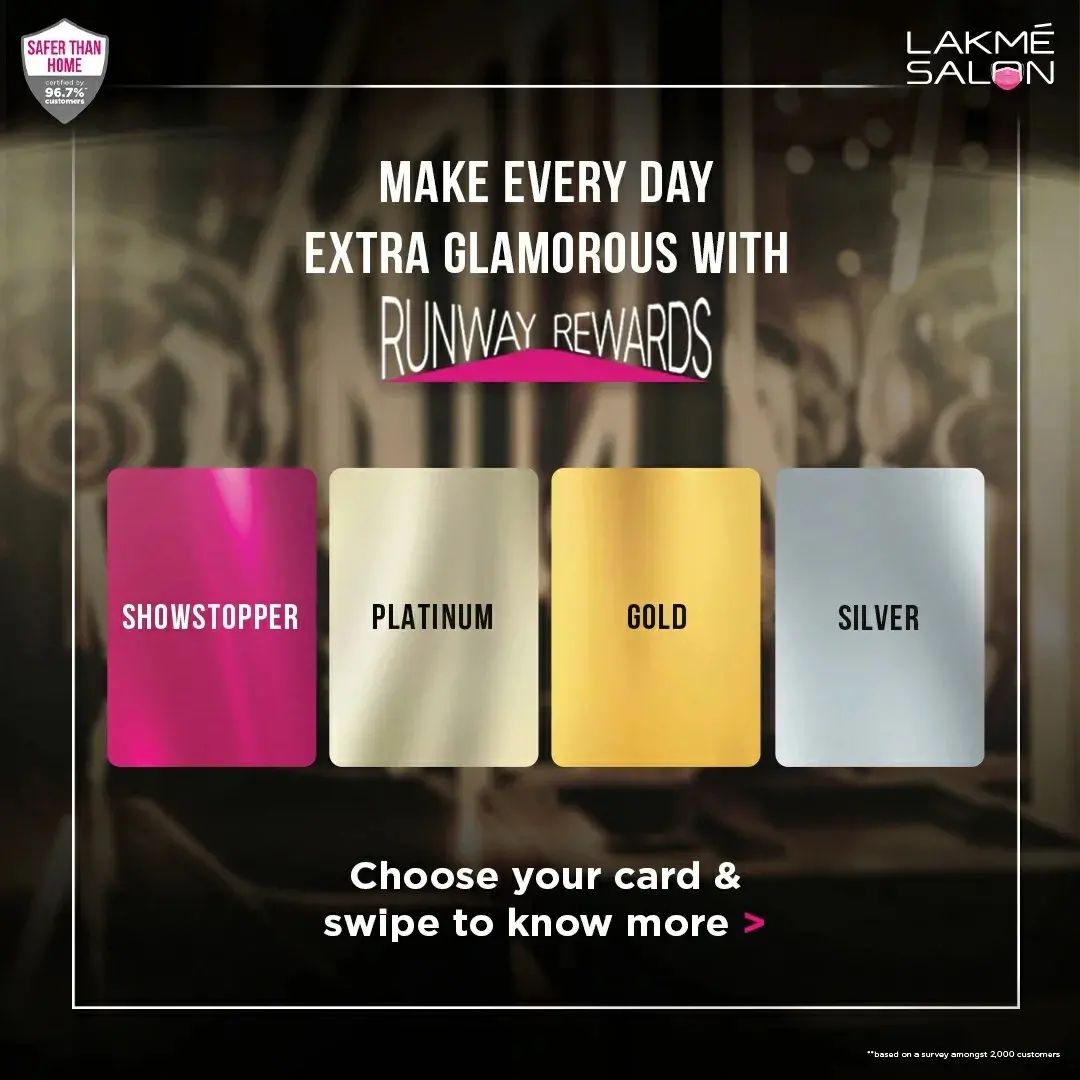 SAFER THAN
HOME
certified by
96.7%**
customers
LAKMÉ
SALON
MAKE EVERY DAY
EXTRA GLAMOROUS WITH
RUNWAY REWARDS
SHOWSTOPPER
PLATINUM
GOLD
SILVER
Choose your card &
swipe to know more >
**based on a survey amongst 2,000 customers